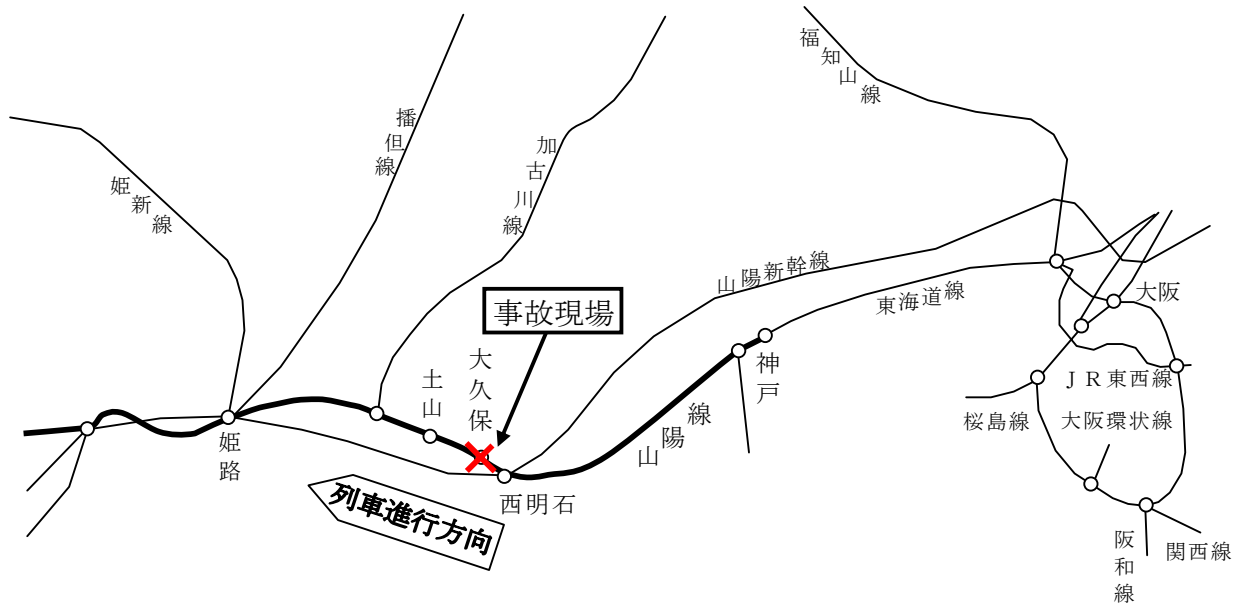 福知山線
播但線
加古川線
姫新線
山陽新幹線
東海道線
事故現場
大阪
大久保
土山
神戸
JR東西線
桜島線
大阪環状線
山陽線
姫路
西明石
列車進行方向
阪和線
関西線